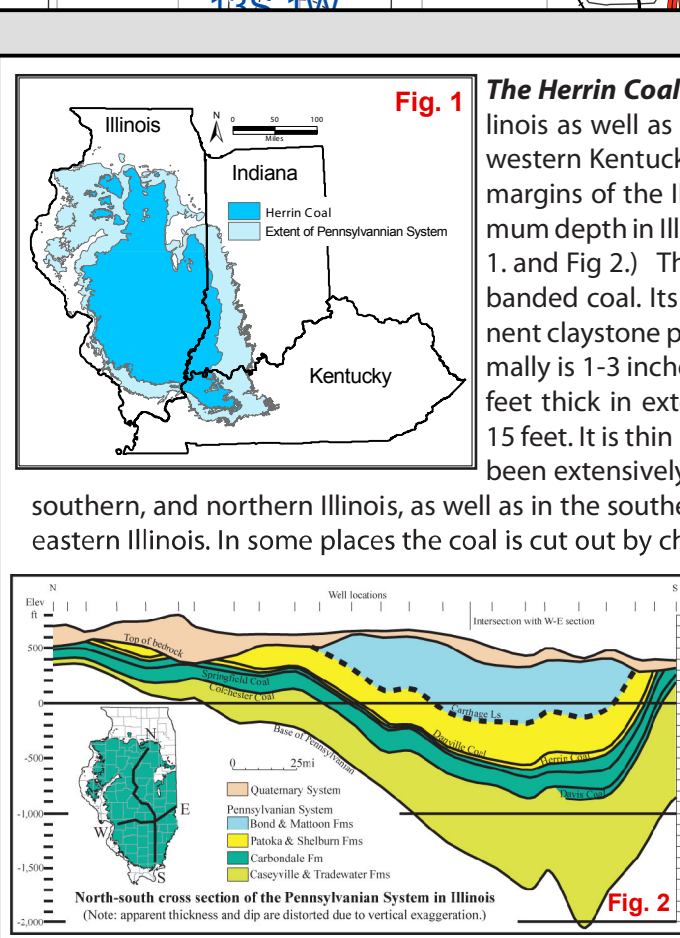 13S 1W
Fig. 1
Illinois
N
0 50 100
Miles
Indiana
Herrin Coal
Extent of Pennsylvannian System
Kentucky
The Herrin Coal
linois as well as
western Kentuck
margins of the Il
mum depth in Ill
1. and Fig 2.) Th
banded coal. Its
nent claystone p
mally is 1-3 inche
feet thick in ext
15 feet. It is thin
been extensively
southern, and northern Illinois, as well as in the southe
eastern Illinois. In some places the coal is cut out by ch
N
S
Elev
ft
Well locations
Intersection with W-E section
500
0
-500
-1,000
-1,500
-2,000
Top of bedrock
Springfield Coal
Colchester Coal
Base of Pennsylvanian
Carthage Ls
Danville Coal
Herrin Coal
Davis Coal
N
E
W
S
0 25mi
Quaternary System
Pennsylvanian System
Bond & Mattoon Fms
Patoka & Shelburn Fms
Carbondale Fm
Caseyville & Tradewater Fms
North-south cross section of the Pennsylvanian System in Illinois
(Note: apparent thickness and dip are distorted due to vertical exaggeration.)
Fig. 2